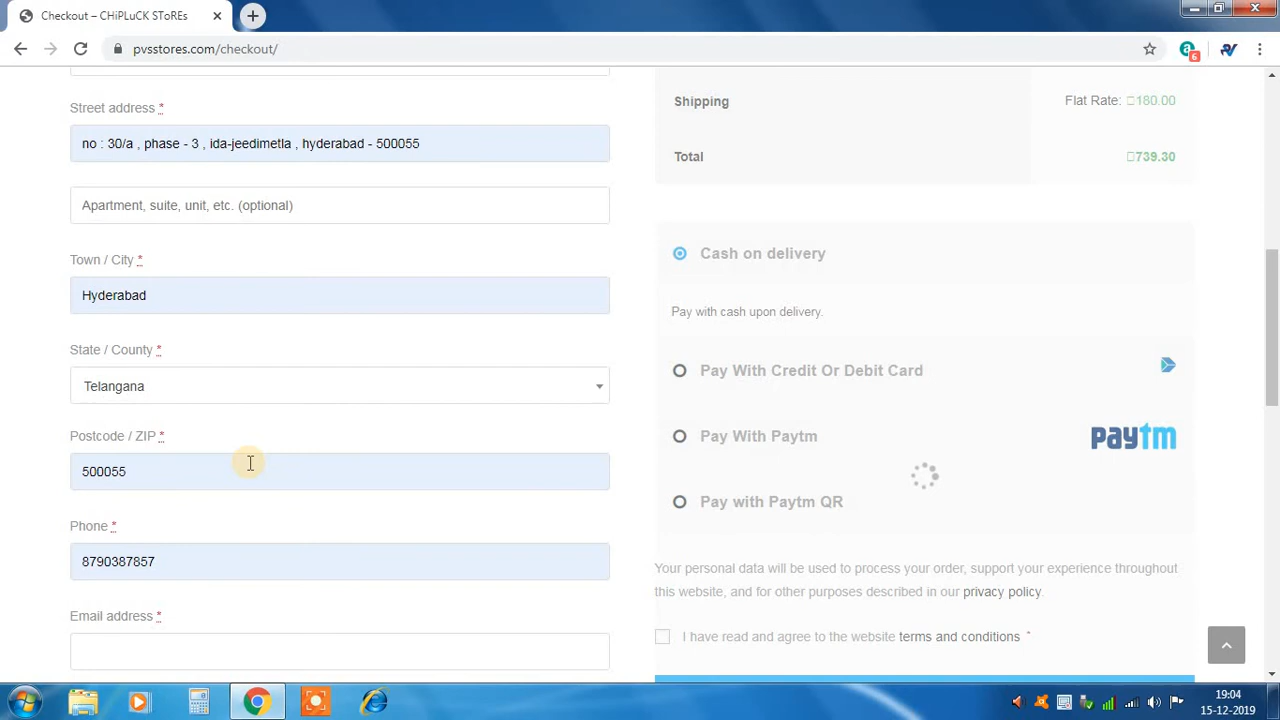 Checkout – CHiPLuCK SToREs
pvsstores.com/checkout/
6
Street address *
no : 30/a , phase - 3 , ida-jeedimetla , hyderabad - 500055
Apartment, suite, unit, etc. (optional)
Town / City *
Hyderabad
State / County *
Telangana
Postcode / ZIP *
500055
Phone *
8790387857
Email address *
Shipping Flat Rate: 180.00
Total 739.30
Cash on delivery
Pay with cash upon delivery.
Pay With Credit Or Debit Card
Pay With Paytm paytm
Pay with Paytm QR
Your personal data will be used to process your order, support your experience throughout
this website, and for other purposes described in our privacy policy.
I have read and agree to the website terms and conditions *
19:04
15-12-2019